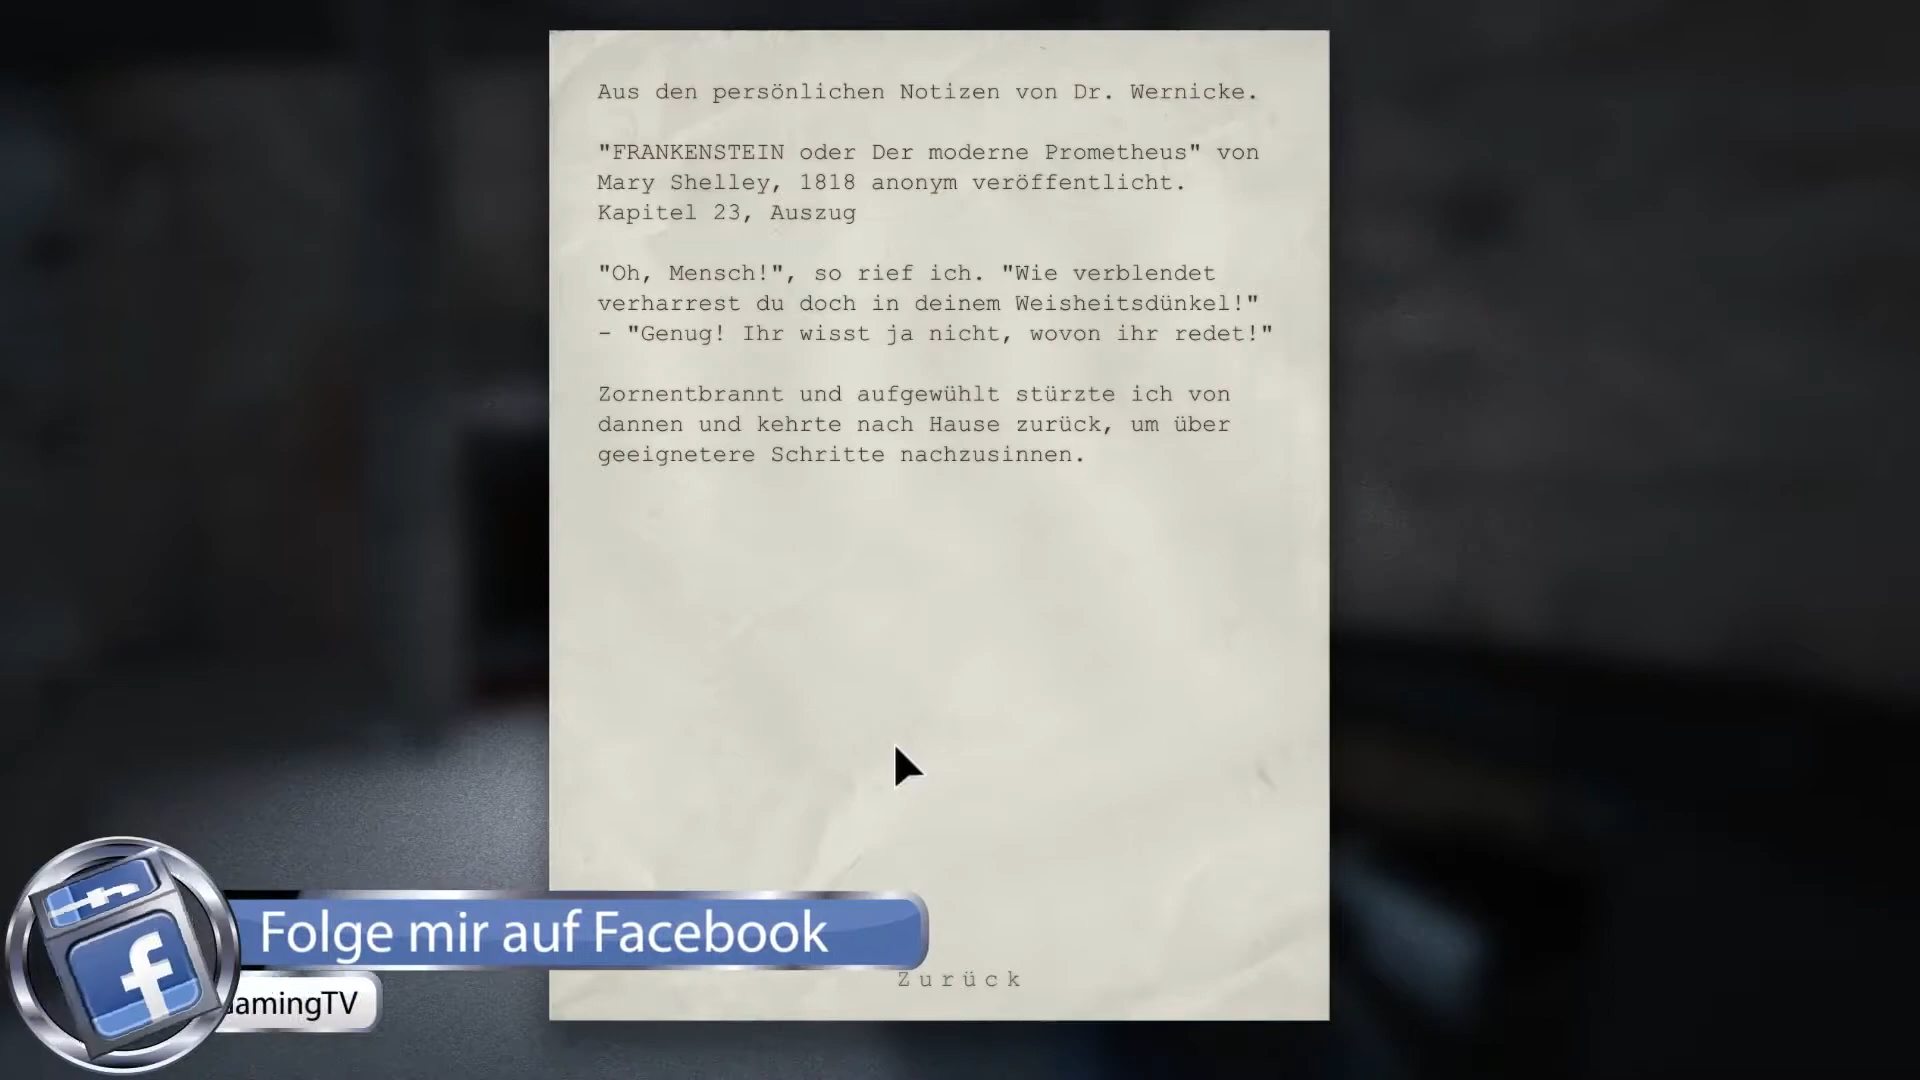 Aus den persönlichen Notizen von Dr. Wernicke.
"FRANKENSTEIN oder Der moderne Prometheus" von
Mary Shelley, 1818 anonym veröffentlicht.
Kapitel 23, Auszug
"Oh, Mensch!", so rief ich. "Wie verblendet
verharrest du doch in deinem Weisheitsdünkel!"
- "Genug! Ihr wisst ja nicht, wovon ihr redet!"
Zornentbrannt und aufgewühlt stürzte ich von
dannen und kehrte nach Hause zurück, um über
geeignetere Schritte nachzusinnen.
Folge mir auf Facebook
Zurück